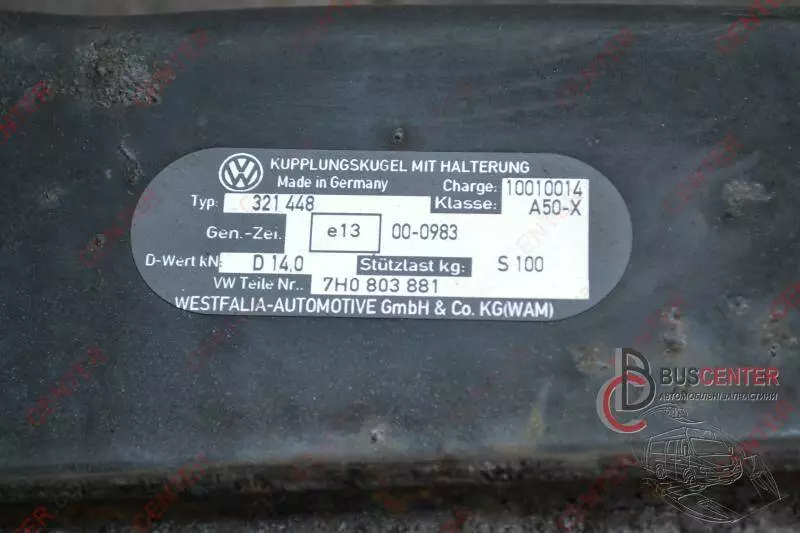 KUPPLUNGSKUGEL MIT HALTERUNG
Made in Germany Charge: 10010014
Typ: 321 448 Klasse: A50-X
Gen.-Zei. e13 00-0983
D-Wert kN: D 14.0 Stützlast kg: S 100
VW Teile Nr.: 7H0 803 881
WESTFALIA-AUTOMOTIVE GmbH & Co. KG(WAM)
BUSCENTER
АВТОМОБІЛЬНІ ЗАПЧАСТИНИ